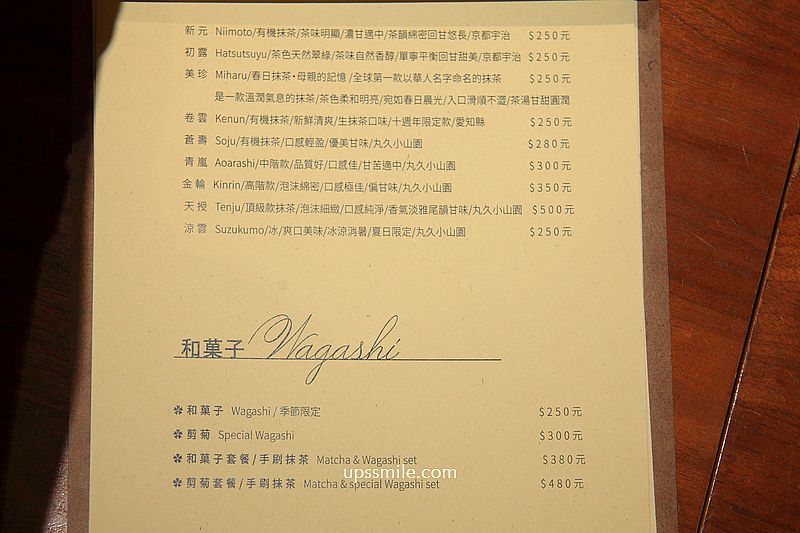 新元 Niimoto/有機抹茶/茶味明顯/濃甘適中/茶韻綿密回甘悠長/京都宇治 $250元
初露 Hatsutsuyu/茶色天然翠綠/茶味自然香醇/單寧平衡回甘甜美/京都宇治 $250元
美珍 Miharu/春日抹茶・母親的記憶/全球第一款以華人名字命名的抹茶 $250元
是一款溫潤氣息的抹茶/茶色柔和明亮/宛如春日晨光/入口滑順不澀/茶湯甘甜圓潤
卷雲 Kenun/有機抹茶/新鮮清爽/生抹茶口味/十週年限定款/愛知縣 $250元
蒼壽 Soju/有機抹茶/口感輕盈/優美甘味/丸久小山園 $280元
青嵐 Aoarashi/中階款/品質好/口感佳/甘苦適中/丸久小山園 $300元
金輪 Kinrin/高階款/泡沫綿密/口感極佳/偏甘味/丸久小山園 $350元
天授 Tenju/頂級款抹茶/泡沫細緻/口感純淨/香氣淡雅尾韻甘味/丸久小山園 $500元
涼雲 Suzukumo/冰/爽口美味/冰涼消暑/夏日限定/丸久小山園 $250元
和菓子 Wagashi
和菓子 Wagashi/季節限定 $250元
剪菊 Special Wagashi $300元
和菓子套餐/手刷抹茶 Matcha & Wagashi set $380元
upssmile.com
剪菊套餐/手刷抹茶 Matcha & special Wagashi set $480元